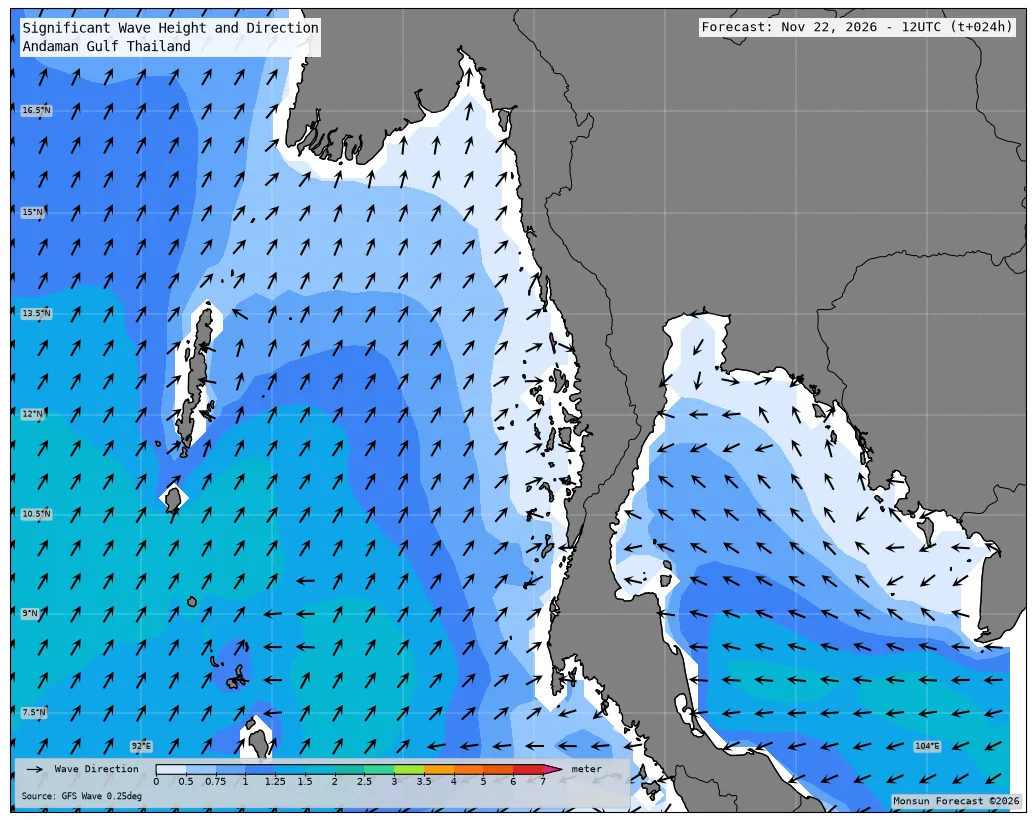 Significant Wave Height and Direction
Andaman Gulf Thailand
Forecast: Nov 22, 2026 - 12UTC (t+024h)
16.5°N
15°N
13.5°N
12°N
10.5°N
9°N
7.5°N
92°E
104°E
Wave Direction
meter
0.5 0.75 1 1.25 1.5 2 2.5 3 3.5 4 5 6 7
Source: GFS Wave 0.25deg
Monsun Forecast ©2026